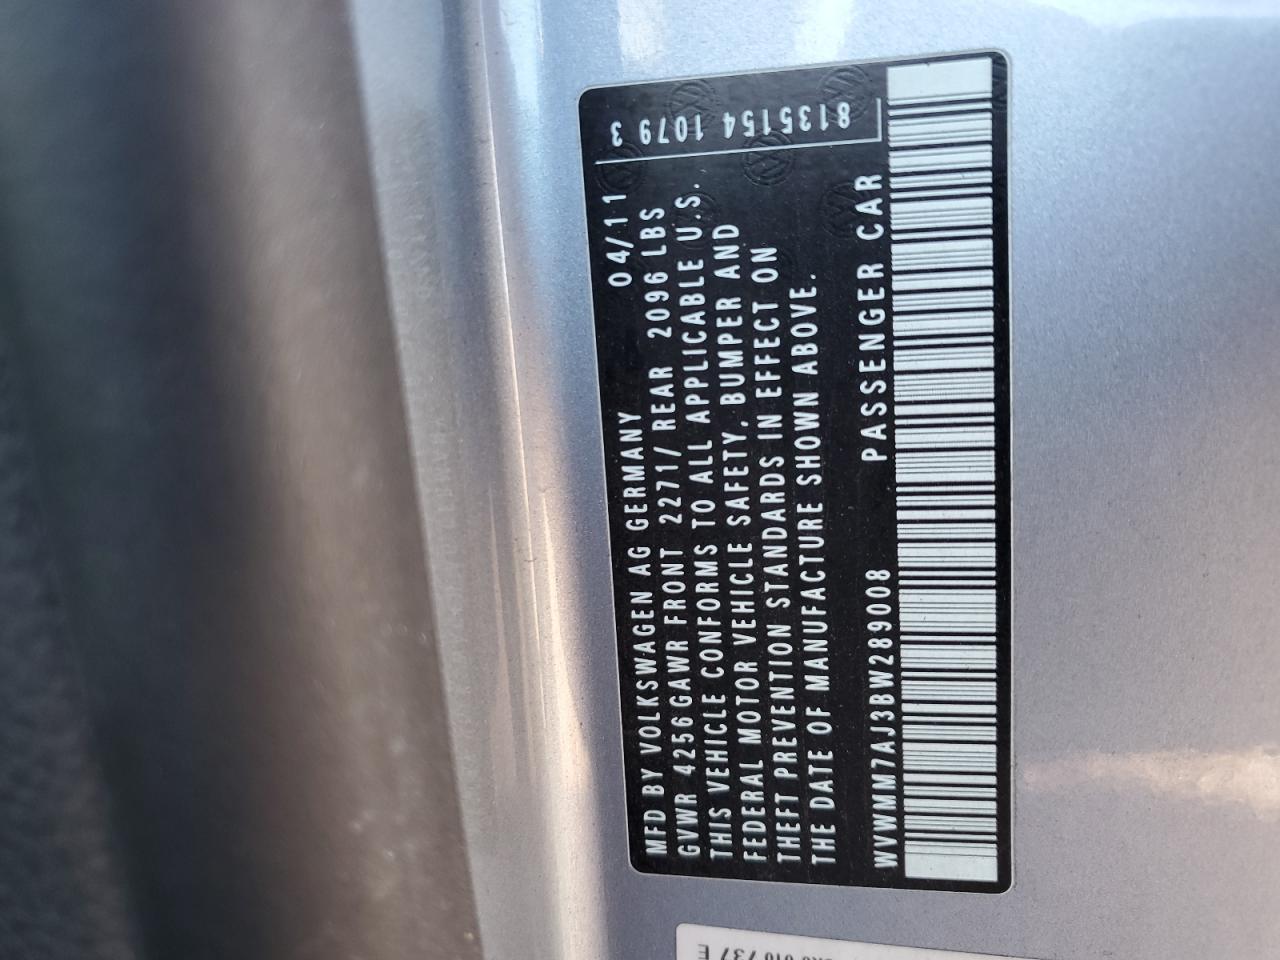 MFD BY VOLKSWAGEN AG GERMANY 04/11
GVWR 4256 GAWR FRONT 2271/ REAR 2096 LBS
THIS VEHICLE CONFORMS TO ALL APPLICABLE U.S.
FEDERAL MOTOR VEHICLE SAFETY, BUMPER AND
THEFT PREVENTION STANDARDS IN EFFECT ON
THE DATE OF MANUFACTURE SHOWN ABOVE.
WVWMM7AJ3BW289008 PASSENGER CAR
8135154 1079 3
737 E